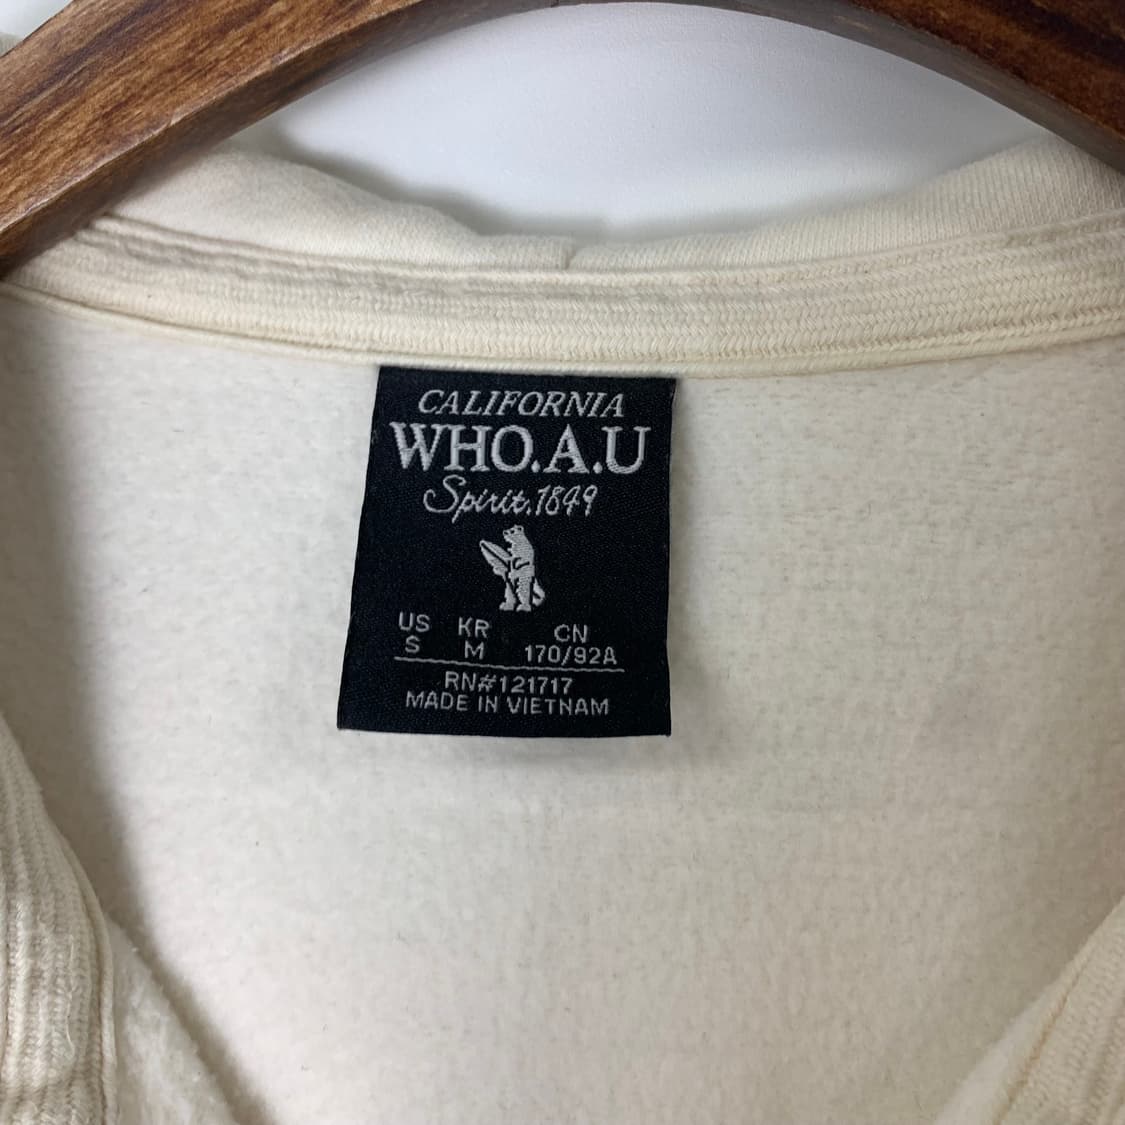 CALIFORNIA
WHO.A.U
Spirit.1849
US KR CN
S M 170/92A
RN#121717
MADE IN VIETNAM